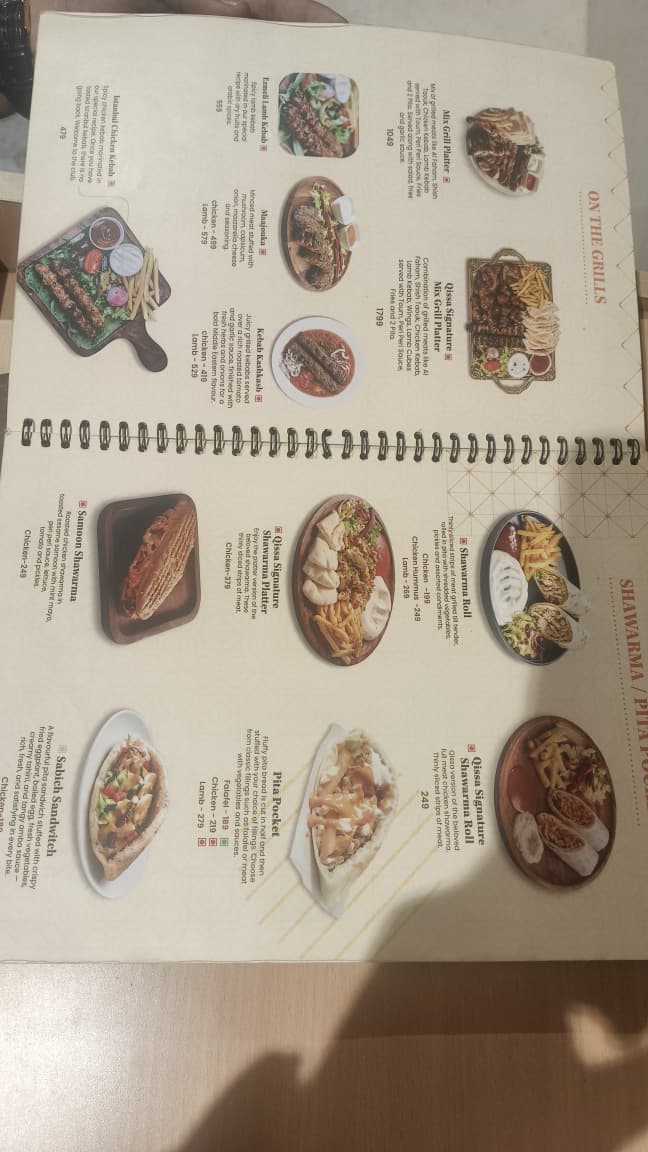 ON THE GRILLS
Mix Grill Platter
Mix of grilled meats like Al Faham, Shish
Taouk, Chicken Kebab, Lamb Kebab
served with Toum, Peri Peri Sauce, Fries
and 2 Pita. Served along with salad, fries
and garlic sauce.
1049
Qissa Signature
Mix Grill Platter
Combination of grilled meats like Al
Faham, Shish Taouk, Chicken Kebab,
Lamb Kebab, Wings, Lamb Cubes
served with Toum, Peri Peri Sauce,
Fries and 2 Pita.
1799
Ezmeli Lamb Kebab
Spicy lamb kebab
marinated in our special
recipe with dry fruits and
arabic spices.
559
Maajouka
Minced meat stuffed with
mushroom, capsicum,
onion, mozzarella cheese
and seasoning.
chicken - 499
Lamb - 579
Kebab Kashkash
Juicy grilled kebabs served
over a rich roasted tomato
and garlic sauce, finished with
fresh herbs and onions for a
bold Middle Eastern flavour.
chicken - 419
Lamb - 529
Istanbul Chicken Kebab
Spicy chicken kebab marinated in
our special recipe. Once you have
tasted Istanbul kebab, there is no
going back. Welcome to the club.
479
SHAWARMA / PITA
Shawarma Roll
Thinly sliced strips of meat grilled till tender,
rolled in pita with shredded vegetables,
pickles and assorted condiments.
Chicken -199
Chicken Hummus -249
Lamb - 269
Qissa Signature
Shawarma Roll
Qissa version of the beloved
full meat chicken shawarma.
Thinly sliced strips of meat.
249
Qissa Signature
Shawarma Platter
Enjoy the platter version of the
beloved shawarma. These
thinly sliced strips of meat.
Chicken-379
Pita Pocket
Fluffy pita bread is cut in half and then
stuffed with your choice of fillings. Choose
from classic fillings such as falafel or meat
with vegetables and sauces.
Falafel - 189
Chicken - 219
Lamb - 279
Samoon Shawarma
Roasted chicken shawarma in
toasted sesame samoon with mint mayo,
peri peri sauce, lettuce,
tomato and pickles.
Chicken-249
Sabich Sandwitch
A flavourful pita sandwich stuffed with crispy
fried eggplant, boiled egg, fresh vegetables,
creamy tahini, and tangy amba sauce —
rich, fresh, and satisfying in every bite.